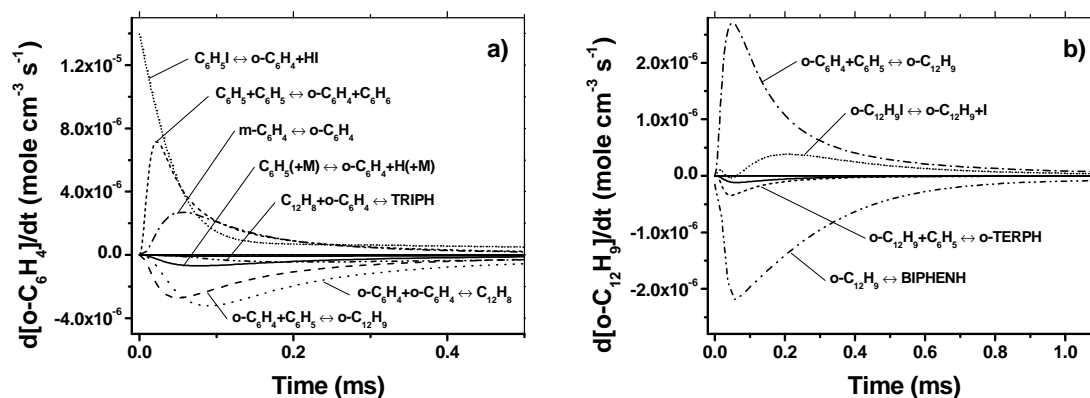 a)
d[o-C₆H₄]/dt (mole cm⁻³ s⁻¹)
1.2x10⁻⁵
8.0x10⁻⁶
4.0x10⁻⁶
0.0
-4.0x10⁻⁶
C₆H₅I ↔ o-C₆H₄+HI
C₆H₅+C₆H₅ ↔ o-C₆H₄+C₆H₆
m-C₆H₄ ↔ o-C₆H₄
C₆H₅(+M) ↔ o-C₆H₄+H(+M)
C₁₂H₈+o-C₆H₄ ↔ TRIPH
o-C₆H₄+o-C₆H₄ ↔ C₁₂H₈
o-C₆H₄+C₆H₅ ↔ o-C₁₂H₉
0.0 0.2 0.4
Time (ms)
b)
d[o-C₁₂H₉]/dt (mole cm⁻³ s⁻¹)
2.0x10⁻⁶
1.0x10⁻⁶
0.0
-1.0x10⁻⁶
-2.0x10⁻⁶
o-C₆H₄+C₆H₅ ↔ o-C₁₂H₉
o-C₁₂H₉I ↔ o-C₁₂H₉+I
o-C₁₂H₉+C₆H₅ ↔ o-TERPH
o-C₁₂H₉ ↔ BIPHENH
0.0 0.2 0.4 0.6 0.8 1.0
Time (ms)